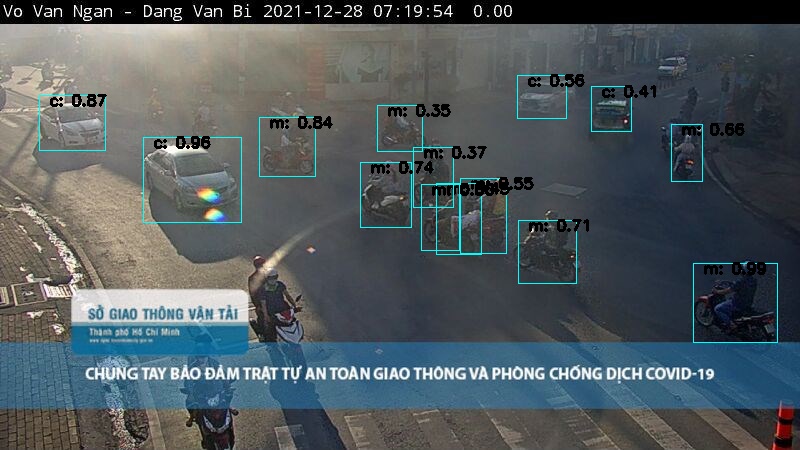 Vo Van Ngan - Dang Van Bi 2021-12-28 07:19:54 0.00
c: 0.56
c: 0.87
c: 0.41
m: 0.35
m: 0.84
m: 0.66
c: 0.96
m: 0.37
m: 0.74
0.55
m: 0.71
m: 0.99
SỞ GIAO THÔNG VẬN TẢI
Thành phố Hồ Chí Minh
CHUNG TAY BẢO ĐẢM TRẬT TỰ AN TOÀN GIAO THÔNG VÀ PHÒNG CHỐNG DỊCH COVID-19